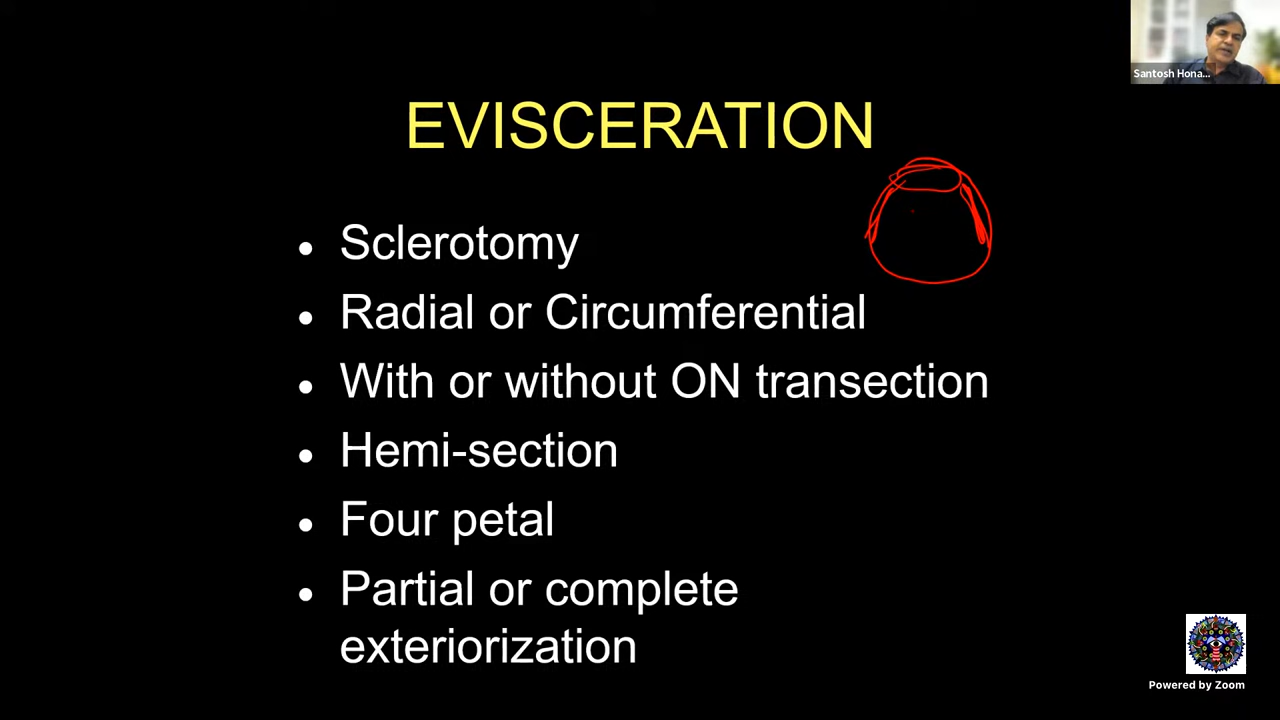 Santosh Hona...
EVISCERATION
• Sclerotomy
• Radial or Circumferential
• With or without ON transection
• Hemi-section
• Four petal
• Partial or complete
exteriorization
Powered by Zoom